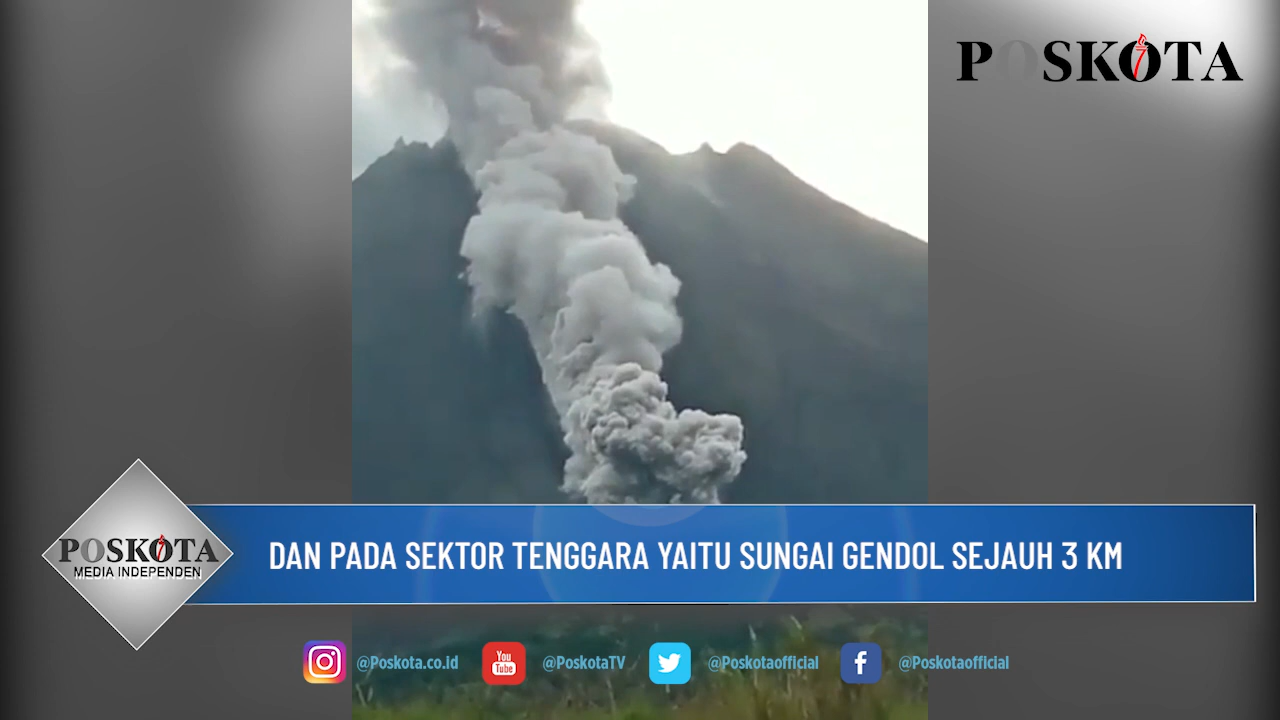 POSKOTA
POSKOTA
MEDIA INDEPENDEN
DAN PADA SEKTOR TENGGARA YAITU SUNGAI GENDOL SEJAUH 3 KM
@Poskota.co.id
You
Tube
@PoskotaTV
@Poskotaofficial
f
@Poskotaofficial